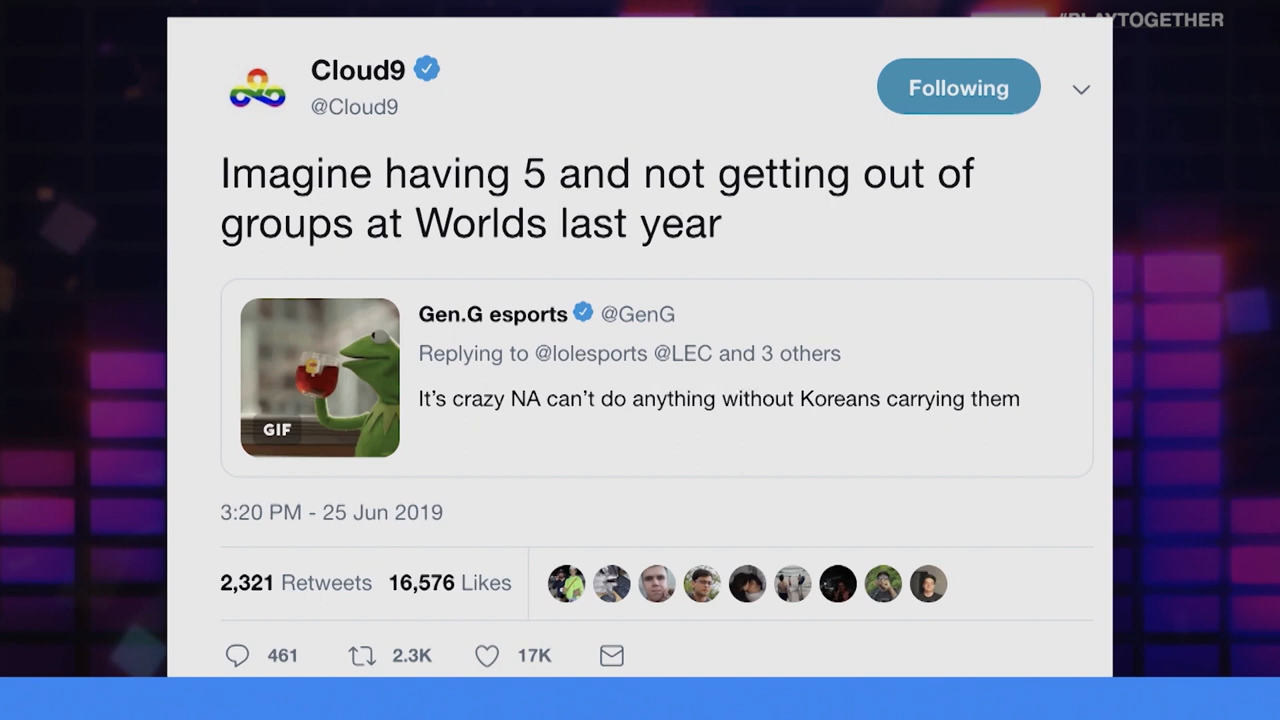 #PLAYTOGETHER
Cloud9
@Cloud9
Following
Imagine having 5 and not getting out of
groups at Worlds last year
Gen.G esports @GenG
Replying to @lolesports @LEC and 3 others
It's crazy NA can't do anything without Koreans carrying them
GIF
3:20 PM - 25 Jun 2019
2,321 Retweets 16,576 Likes
461 2.3K 17K